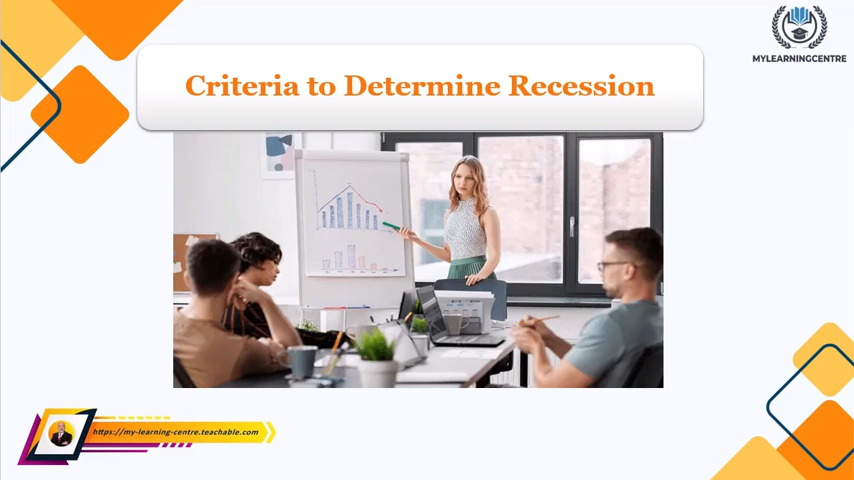 MYLEARNINGCENTRE
Criteria to Determine Recession
https://my-learning-centre.teachable.com